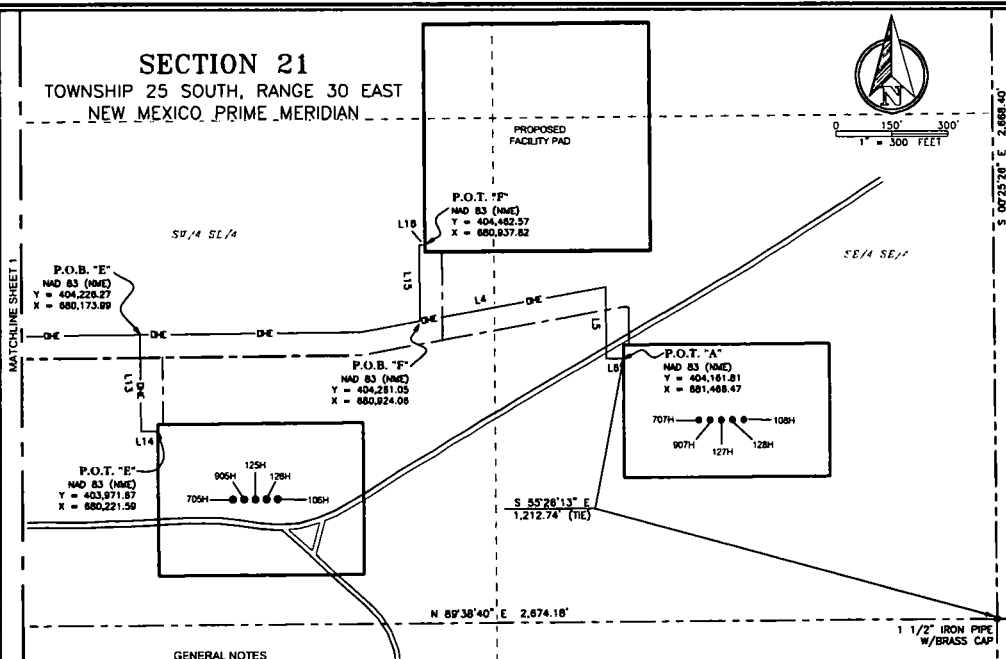 SECTION 21
TOWNSHIP 25 SOUTH, RANGE 30 EAST
NEW MEXICO PRIME MERIDIAN
N
0 150' 300'
1" = 300 FEET
S 00°25'28" E 2,668.40'
PROPOSED
FACILITY PAD
P.O.T. "F"
NAD 83 (NME)
Y = 404,462.57
X = 680,937.82
L16
L15
SW/4 SE/4
SE/4 SE/4
MATCHLINE SHEET 1
P.O.B. "E"
NAD 83 (NME)
Y = 404,226.27
X = 680,173.99
OHE
OHE
OHE
OHE
L4
OHE
L5
L6
P.O.B. "F"
NAD 83 (NME)
Y = 404,261.05
X = 680,924.06
P.O.T. "A"
NAD 83 (NME)
Y = 404,161.81
X = 681,468.47
L13
OHE
L14
707H
907H
127H
128H
108H
P.O.T. "E"
NAD 83 (NME)
Y = 403,971.67
X = 680,221.59
705H
905H
125H
126H
106H
S 55°26'13" E
1,212.74' (TIE)
N 89°38'40" E 2,674.18'
1 1/2" IRON PIPE
W/BRASS CAP
GENERAL NOTES